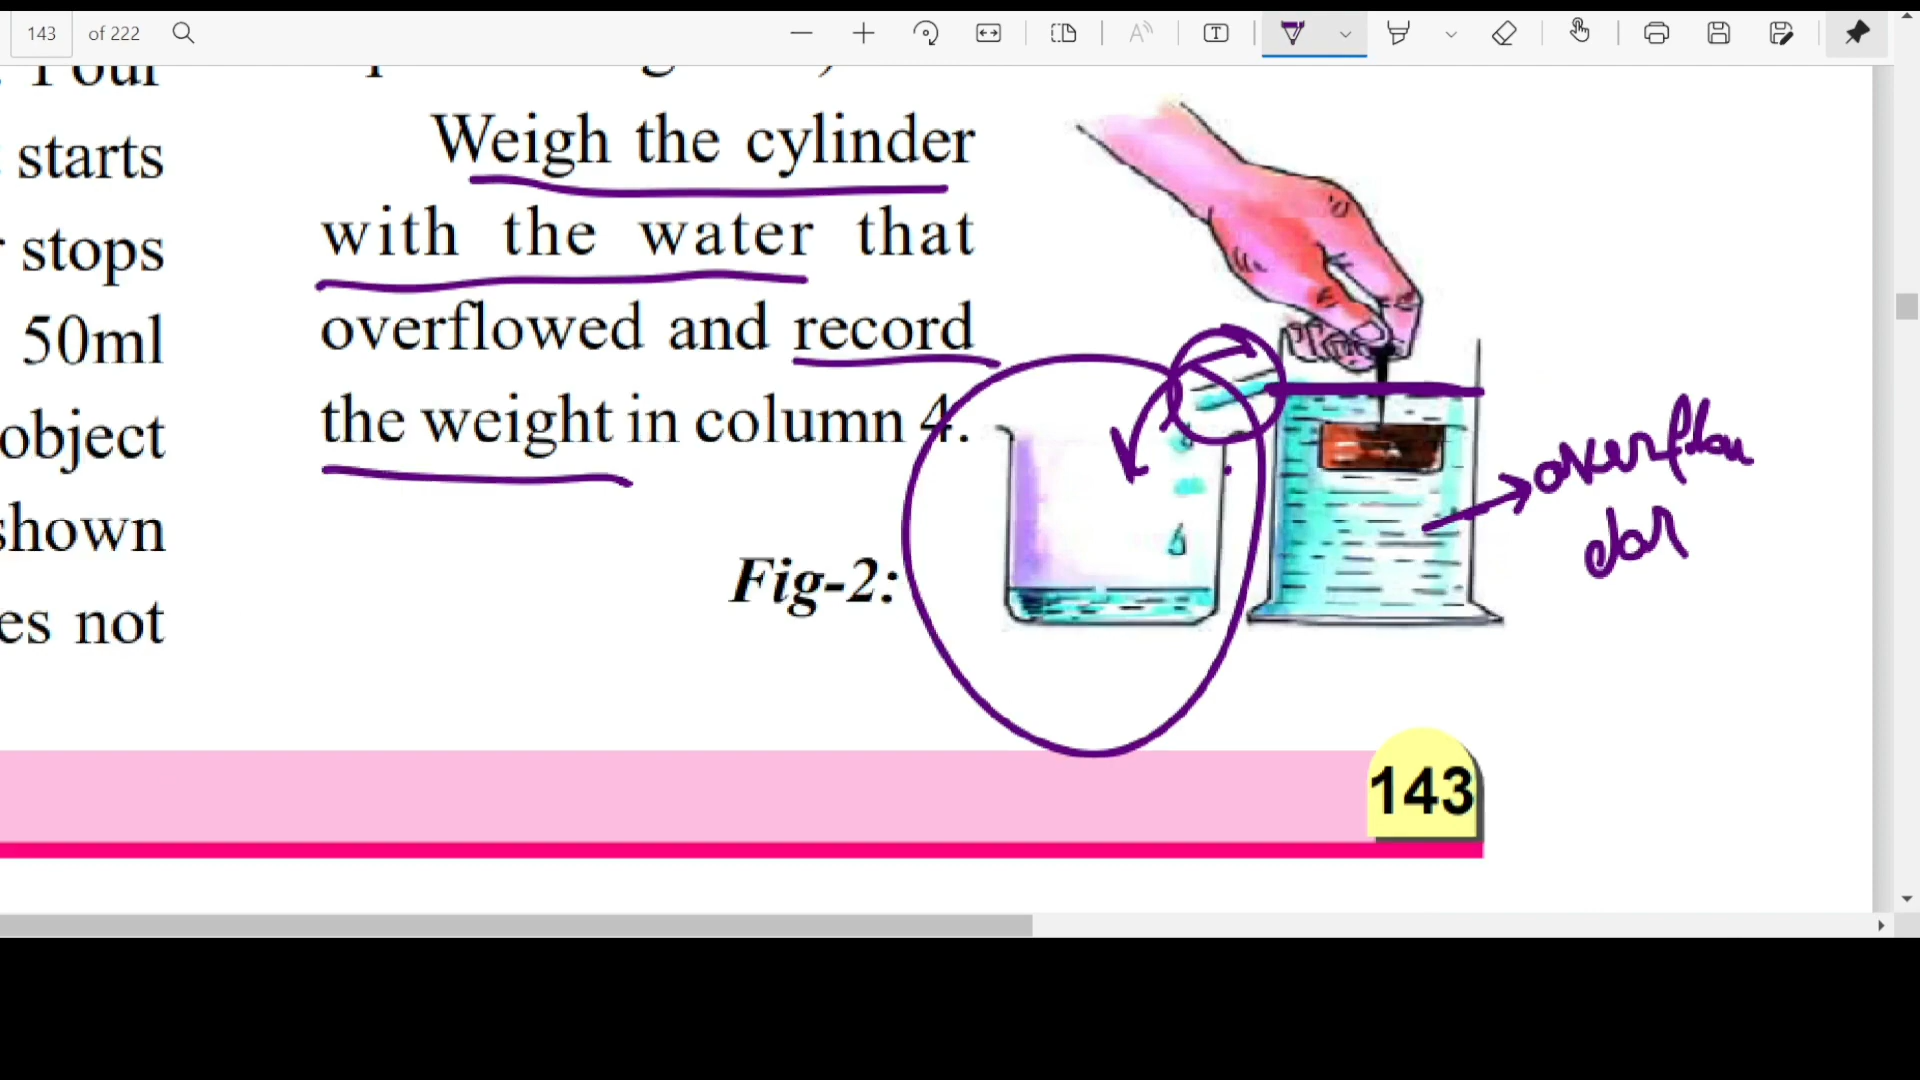 143 of 222
Pour
starts
stops
50ml
object
shown
es not
Weigh the cylinder
with the water that
overflowed and record
the weight in column 4.
Fig-2:
overflow
143